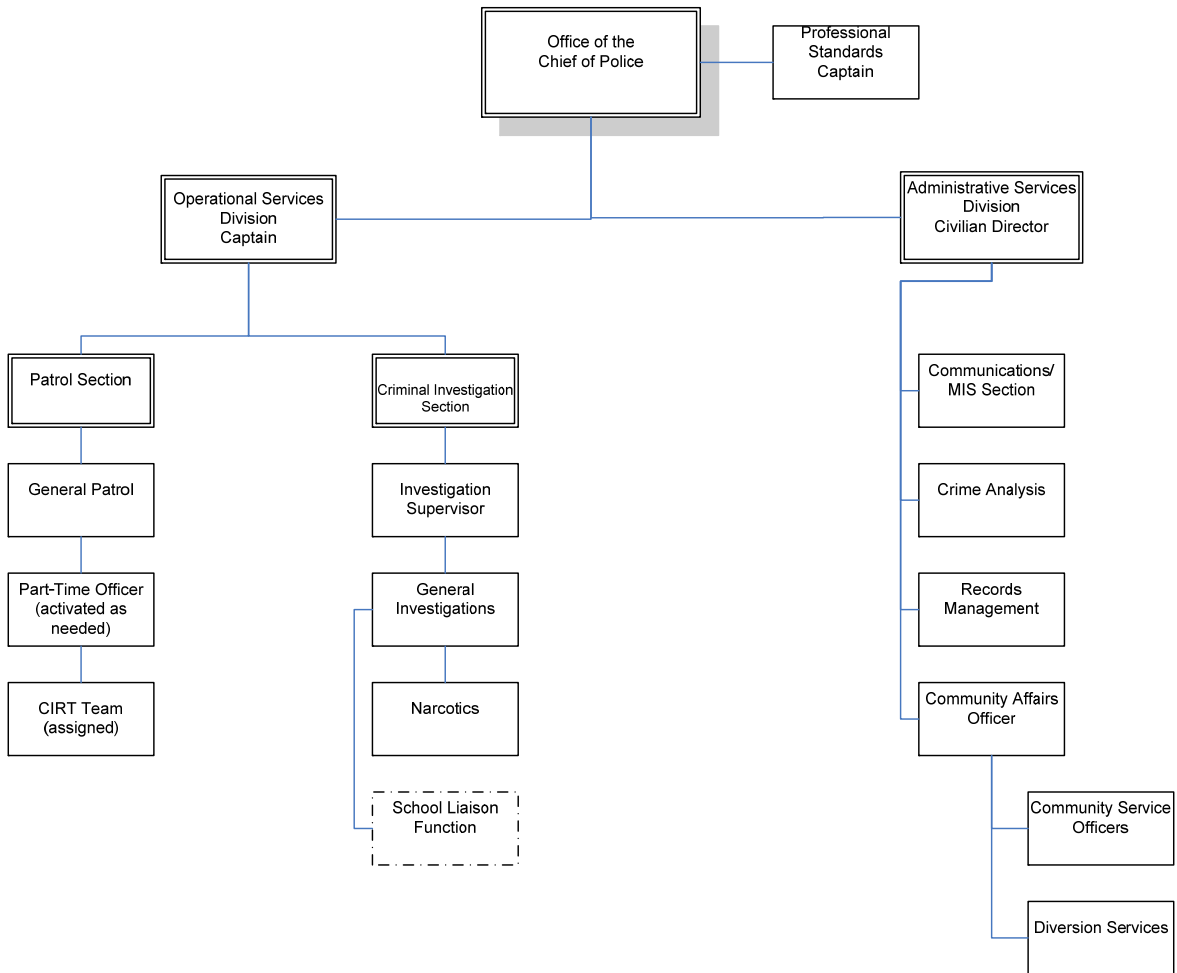 Office of the
Chief of Police
Professional
Standards
Captain
Operational Services
Division
Captain
Administrative Services
Division
Civilian Director
Patrol Section
Criminal Investigation
Section
Communications/
MIS Section
General Patrol
Investigation
Supervisor
Crime Analysis
Part-Time Officer
(activated as
needed)
General
Investigations
Records
Management
CIRT Team
(assigned)
Narcotics
Community Affairs
Officer
School Liaison
Function
Community Service
Officers
Diversion Services